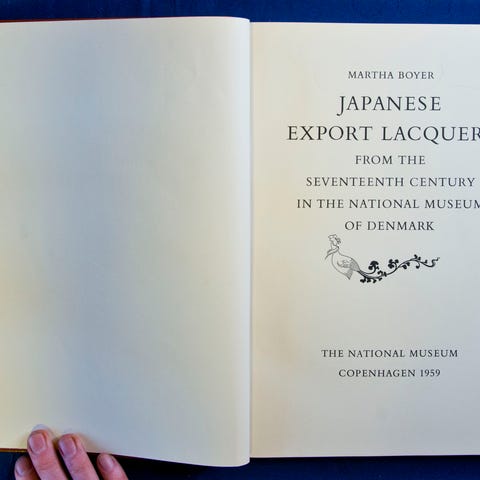 MARTHA BOYER
JAPANESE
EXPORT LACQUER
FROM THE
SEVENTEENTH CENTURY
IN THE NATIONAL MUSEUM
OF DENMARK
THE NATIONAL MUSEUM
COPENHAGEN 1959